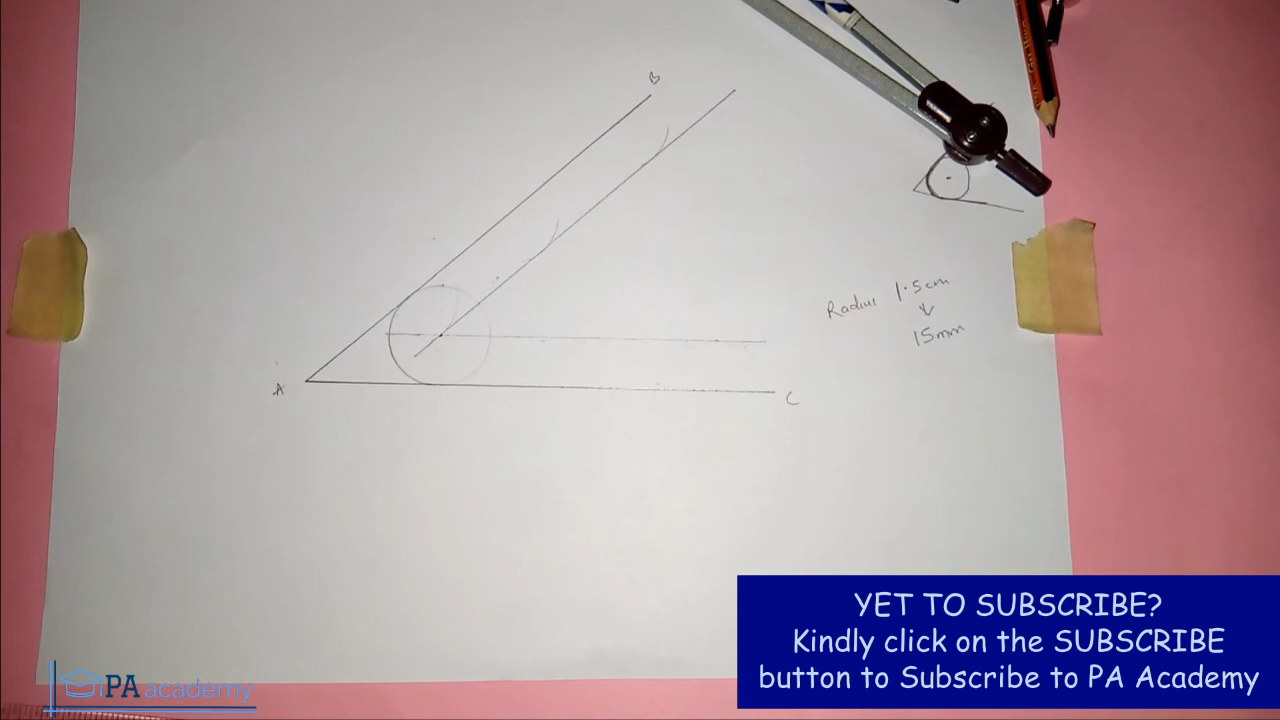 B
Radius 1.5cm
↓
15mm
A
C
YET TO SUBSCRIBE?
Kindly click on the SUBSCRIBE
button to Subscribe to PA Academy
PA academy